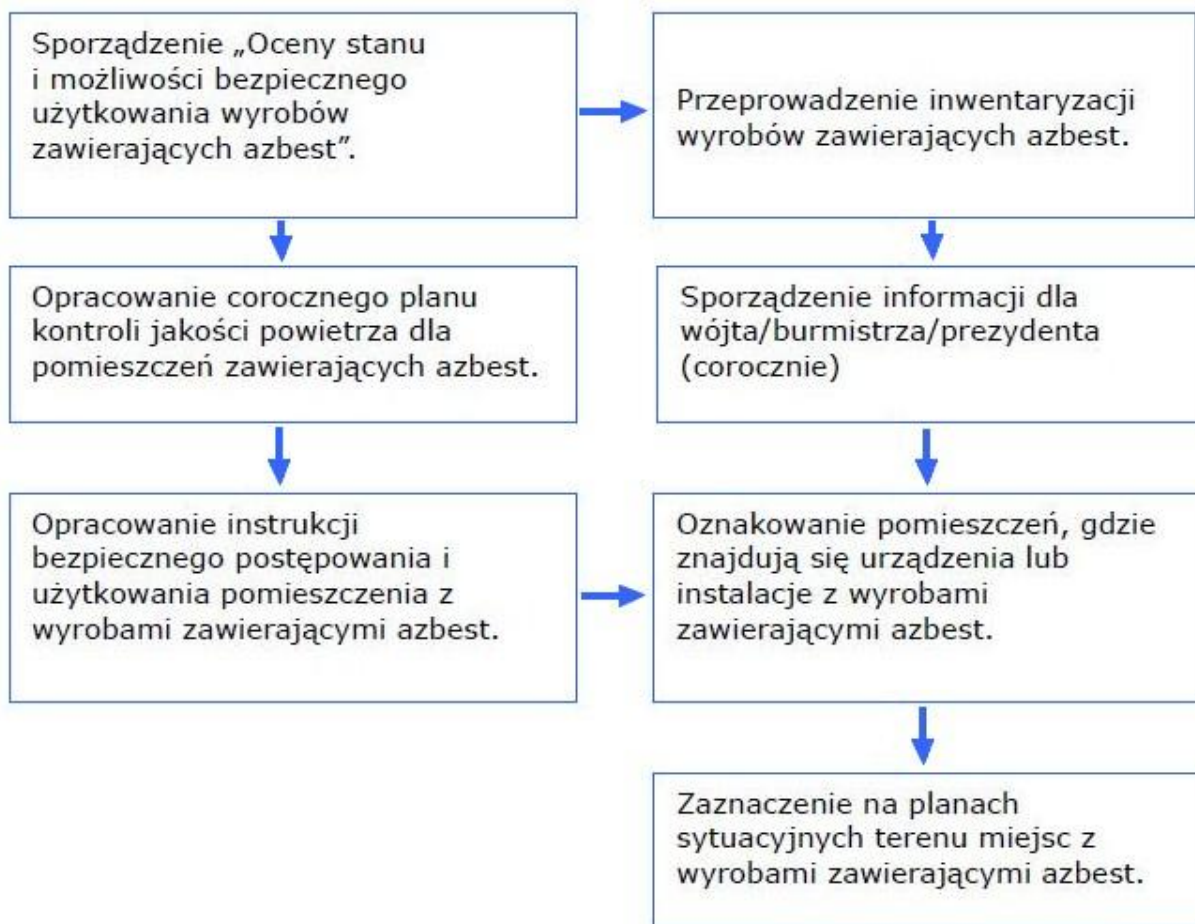 Sporządzenie „Oceny stanu
i możliwości bezpiecznego
użytkowania wyrobów
zawierających azbest”.
Przeprowadzenie inwentaryzacji
wyrobów zawierających azbest.
Opracowanie corocznego planu
kontroli jakości powietrza dla
pomieszczeń zawierających azbest.
Sporządzenie informacji dla
wójta/burmistrza/prezydenta
(corocznie)
Opracowanie instrukcji
bezpiecznego postępowania i
użytkowania pomieszczenia z
wyrobami zawierającymi azbest.
Oznakowanie pomieszczeń, gdzie
znajdują się urządzenia lub
instalacje z wyrobami
zawierającymi azbest.
Zaznaczenie na planach
sytuacyjnych terenu miejsc z
wyrobami zawierającymi azbest.